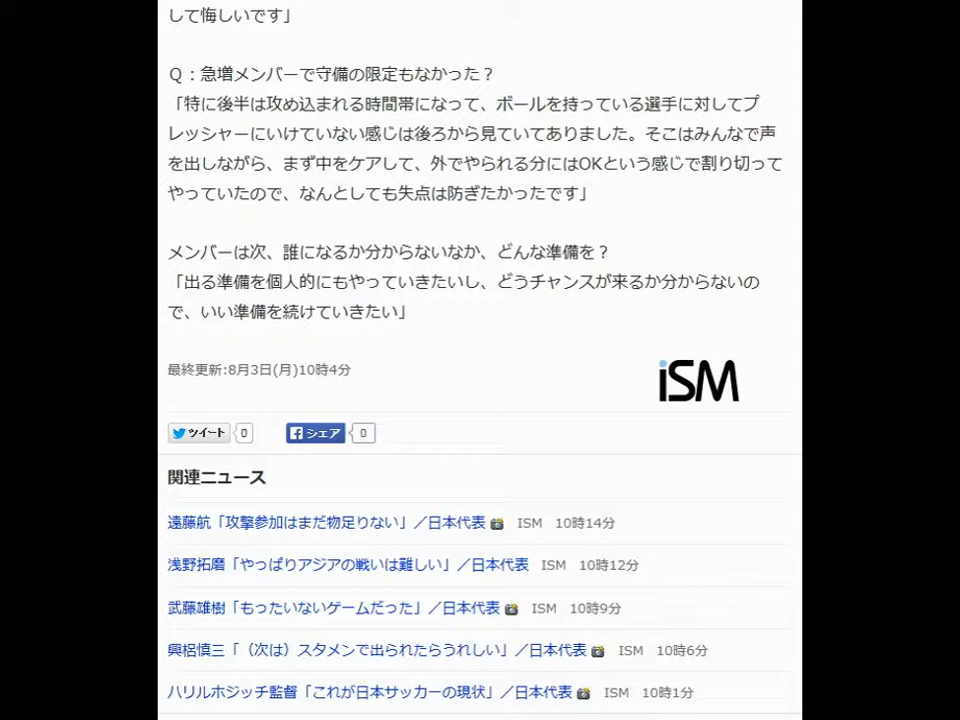 して悔しいです」
Ｑ：急増メンバーで守備の限定もなかった？
「特に後半は攻め込まれる時間帯になって、ボールを持っている選手に対してプ
レッシャーにいけていない感じは後ろから見ていてありました。そこはみんなで声
を出しながら、まず中をケアして、外でやられる分にはOKという感じで割り切って
やっていたので、なんとしても失点は防ぎたかったです」
メンバーは次、誰になるか分からないなか、どんな準備を？
「出る準備を個人的にもやっていきたいし、どうチャンスが来るか分からないの
で、いい準備を続けていきたい」
最終更新:8月3日(月)10時4分
iSM
ツイート 0 シェア 0
関連ニュース
遠藤航「攻撃参加はまだ物足りない」／日本代表 ISM 10時14分
浅野拓磨「やっぱりアジアの戦いは難しい」／日本代表 ISM 10時12分
武藤雄樹「もったいないゲームだった」／日本代表 ISM 10時9分
興梠慎三「（次は）スタメンで出られたらうれしい」／日本代表 ISM 10時6分
ハリルホジッチ監督「これが日本サッカーの現状」／日本代表 ISM 10時1分